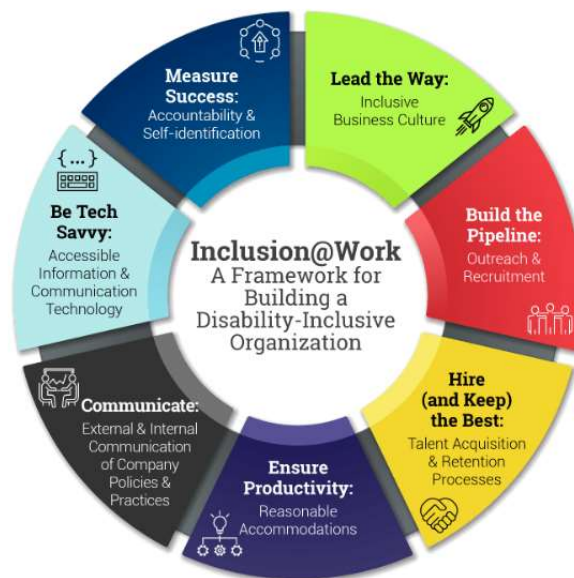 Inclusion@Work
A Framework for
Building a
Disability-Inclusive
Organization
Lead the Way:
Inclusive
Business Culture
Build the
Pipeline:
Outreach &
Recruitment
Hire
(and Keep)
the Best:
Talent Acquisition
& Retention
Processes
Ensure
Productivity:
Reasonable
Accommodations
Communicate:
External & Internal
Communication
of Company
Policies &
Practices
{...}
Be Tech
Savvy:
Accessible
Information &
Communication
Technology
Measure
Success:
Accountability &
Self-identification